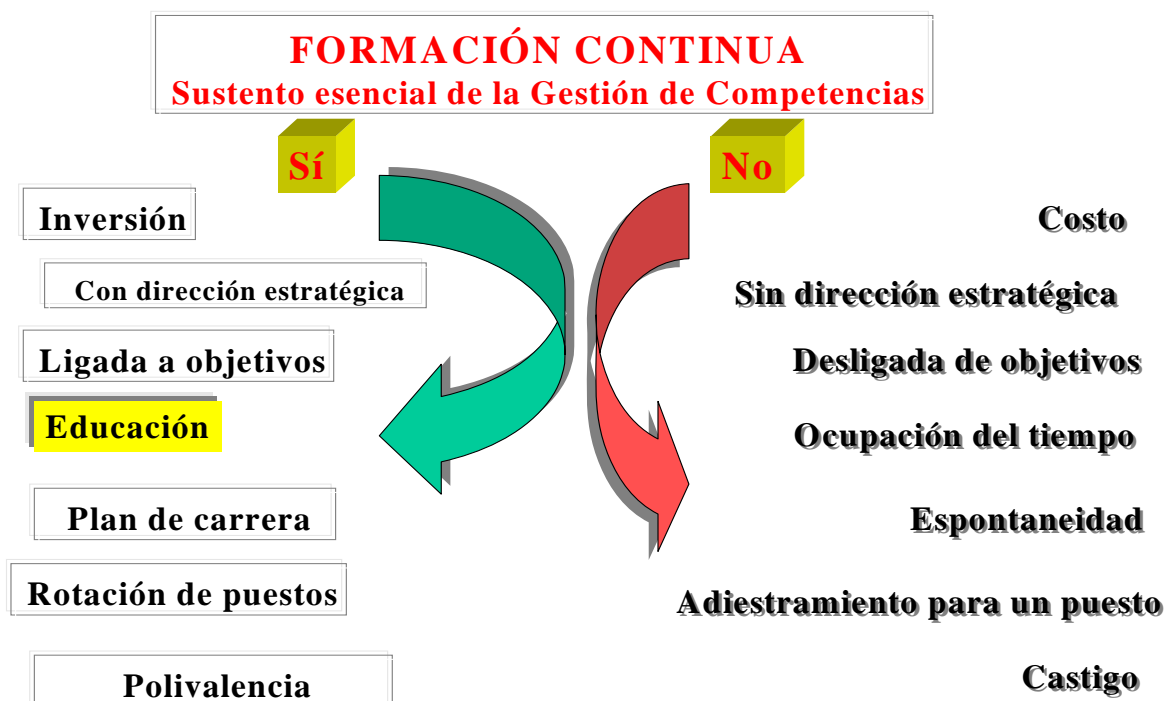 FORMACIÓN CONTINUA
Sustento esencial de la Gestión de Competencias
Sí
No
Inversión
Costo
Con dirección estratégica
Sin dirección estratégica
Ligada a objetivos
Desligada de objetivos
Educación
Ocupación del tiempo
Plan de carrera
Espontaneidad
Rotación de puestos
Adiestramiento para un puesto
Polivalencia
Castigo